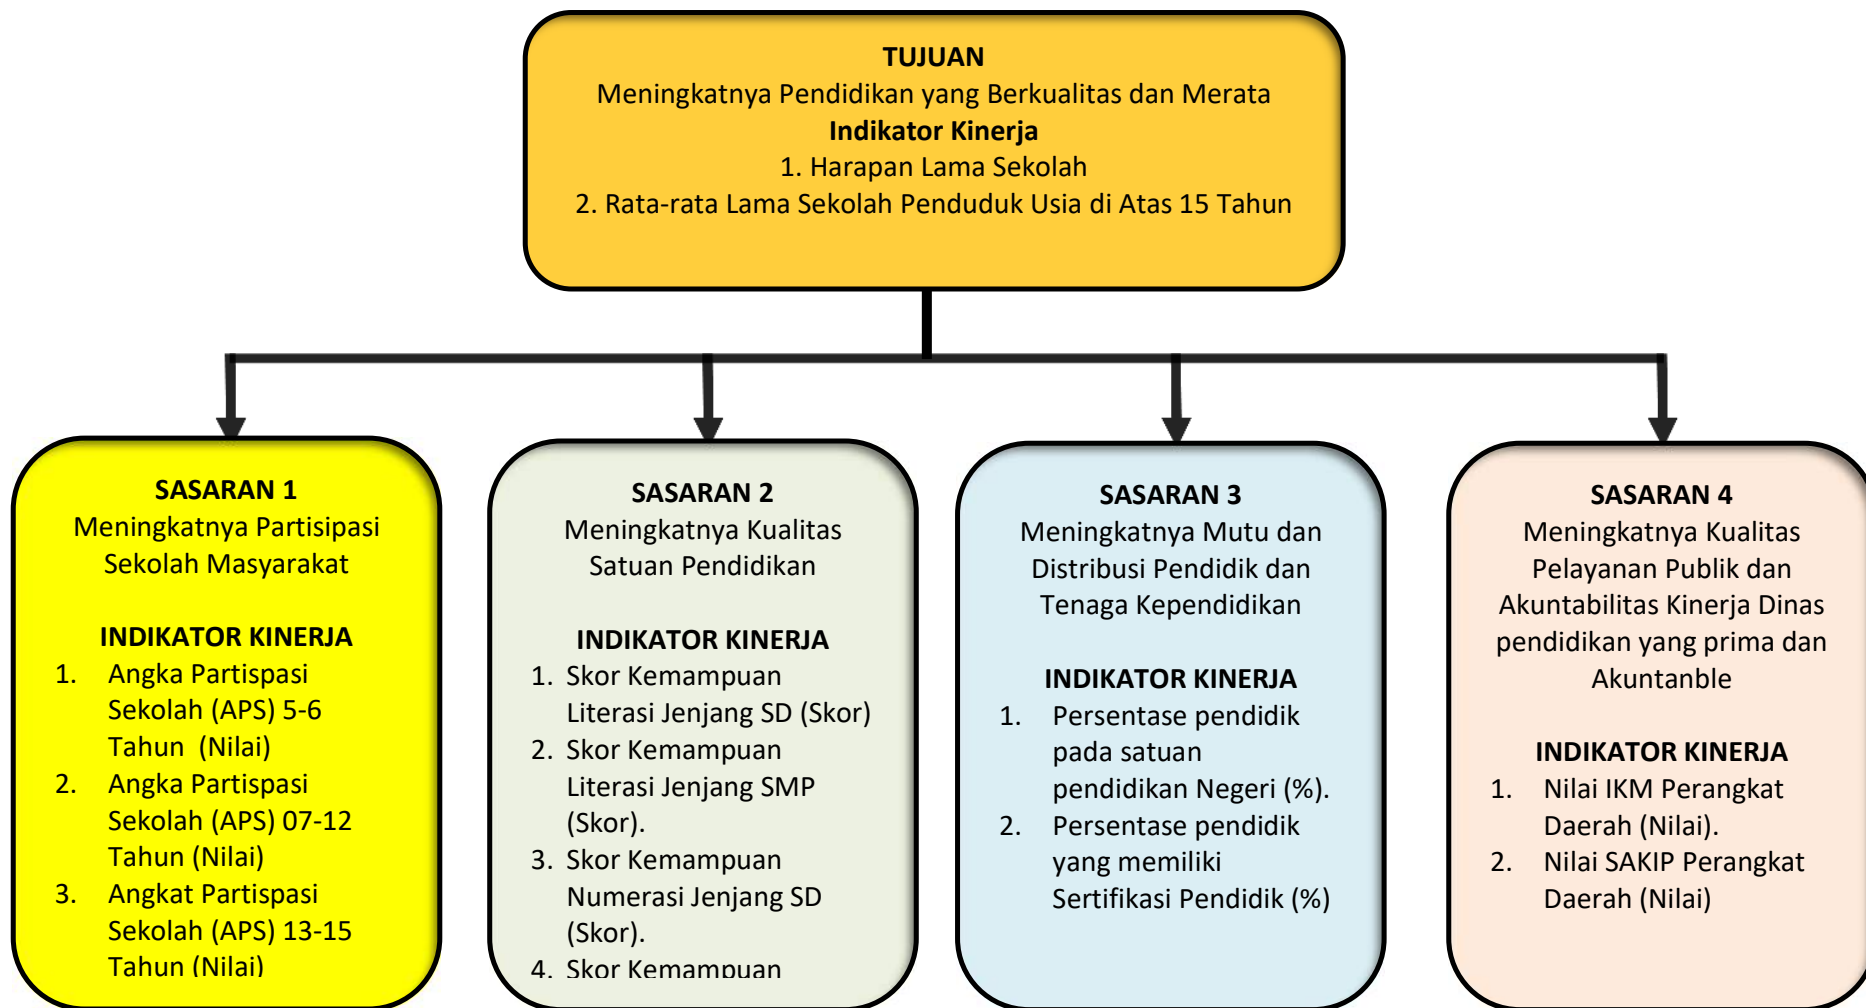 TUJUAN
Meningkatnya Pendidikan yang Berkualitas dan Merata
Indikator Kinerja
1. Harapan Lama Sekolah
2. Rata-rata Lama Sekolah Penduduk Usia di Atas 15 Tahun
SASARAN 1
Meningkatnya Partisipasi
Sekolah Masyarakat
INDIKATOR KINERJA
1. Angka Partispasi
Sekolah (APS) 5-6
Tahun (Nilai)
2. Angka Partispasi
Sekolah (APS) 07-12
Tahun (Nilai)
3. Angkat Partispasi
Sekolah (APS) 13-15
Tahun (Nilai)
SASARAN 2
Meningkatnya Kualitas
Satuan Pendidikan
INDIKATOR KINERJA
1. Skor Kemampuan
Literasi Jenjang SD (Skor)
2. Skor Kemampuan
Literasi Jenjang SMP
(Skor).
3. Skor Kemampuan
Numerasi Jenjang SD
(Skor).
4. Skor Kemampuan
SASARAN 3
Meningkatnya Mutu dan
Distribusi Pendidik dan
Tenaga Kependidikan
INDIKATOR KINERJA
1. Persentase pendidik
pada satuan
pendidikan Negeri (%).
2. Persentase pendidik
yang memiliki
Sertifikasi Pendidik (%)
SASARAN 4
Meningkatnya Kualitas
Pelayanan Publik dan
Akuntabilitas Kinerja Dinas
pendidikan yang prima dan
Akuntanble
INDIKATOR KINERJA
1. Nilai IKM Perangkat
Daerah (Nilai).
2. Nilai SAKIP Perangkat
Daerah (Nilai)